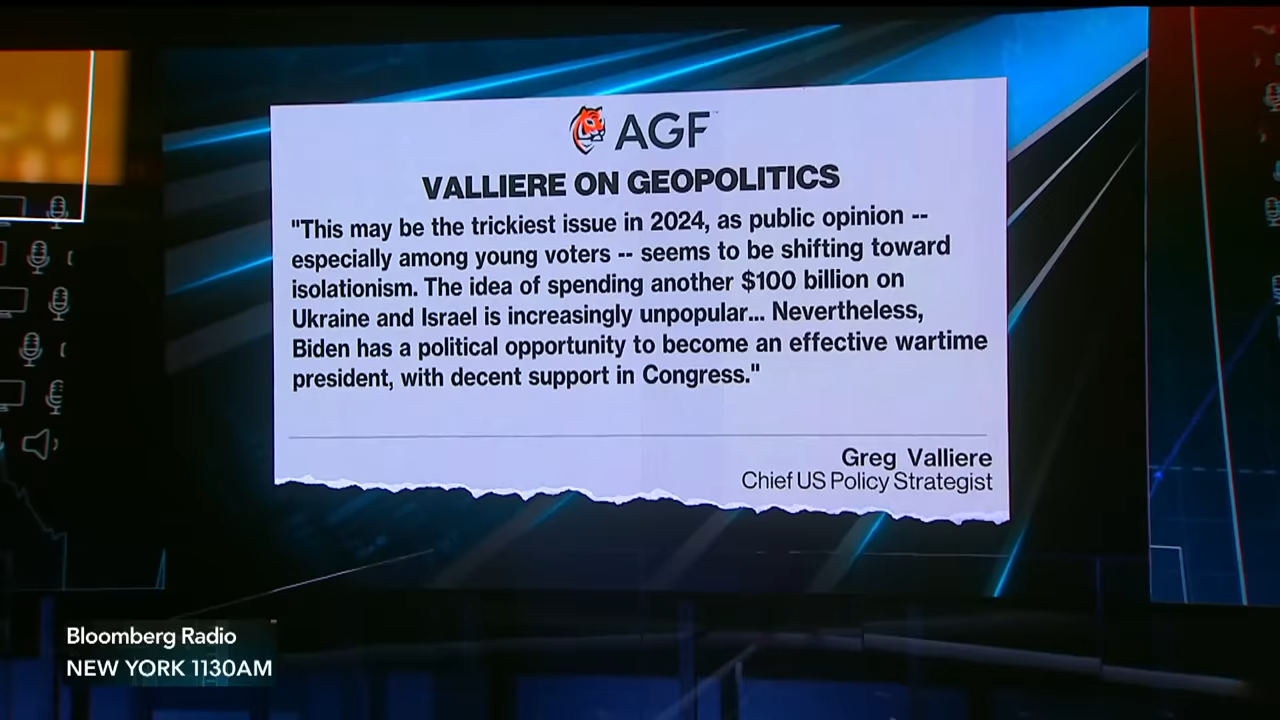 AGF
VALLIERE ON GEOPOLITICS
"This may be the trickiest issue in 2024, as public opinion --
especially among young voters -- seems to be shifting toward
isolationism. The idea of spending another $100 billion on
Ukraine and Israel is increasingly unpopular... Nevertheless,
Biden has a political opportunity to become an effective wartime
president, with decent support in Congress."
Greg Valliere
Chief US Policy Strategist
Bloomberg Radio
NEW YORK 1130AM